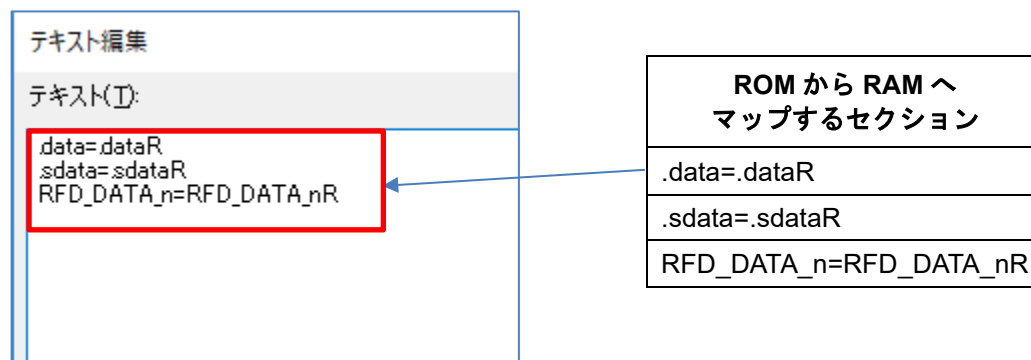 テキスト編集
テキスト(T):
.data=.dataR
.sdata=.sdataR
RFD_DATA_n=RFD_DATA_nR
ROM から RAM へ
マップするセクション
.data=.dataR
.sdata=.sdataR
RFD_DATA_n=RFD_DATA_nR